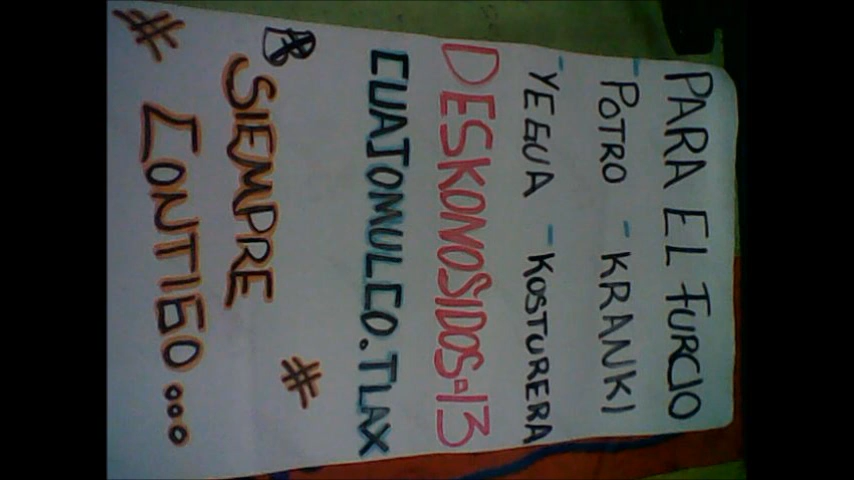 PARA EL FURCIO
-POTRO -KRANKI
-YEGUA -KOSTURERA
DESKONOSIDOS-13
CUAJOMULCO.TLAX
SIEMPRE #
# CONTIGO...